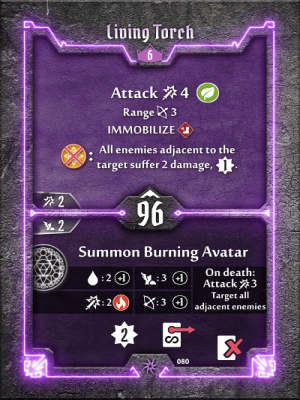 Living Torch
6
Attack 4
Range 3
IMMOBILIZE
: All enemies adjacent to the
target suffer 2 damage, 1.
2
96
2
Summon Burning Avatar
: 2 +1 : 3 +1 On death:
Attack 3
: 2 : 3 +1 Target all
adjacent enemies
2
080